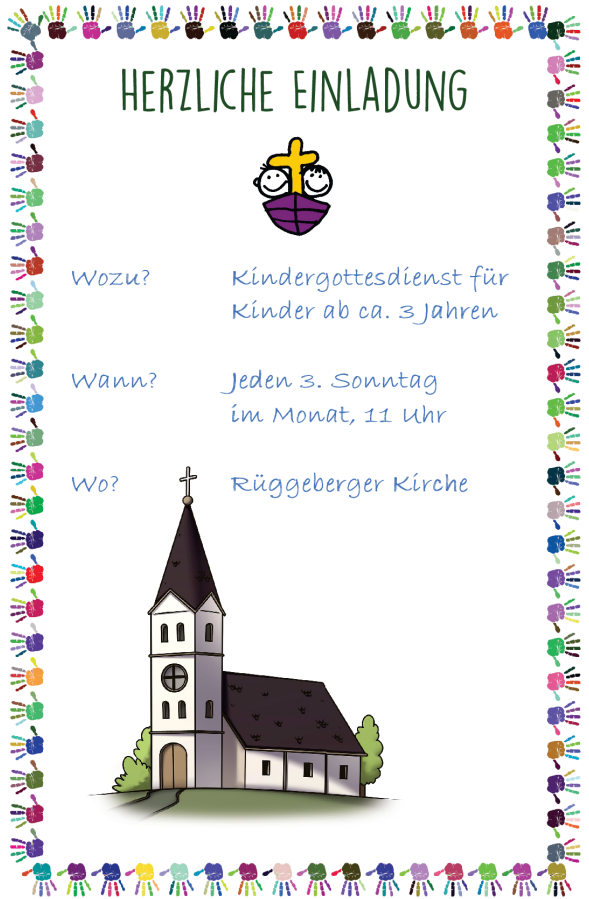 HERZLICHE EINLADUNG
Wozu? Kindergottesdienst für
Kinder ab ca. 3 Jahren
Wann? Jeden 3. Sonntag
im Monat, 11 Uhr
Wo? Rüggeberger Kirche